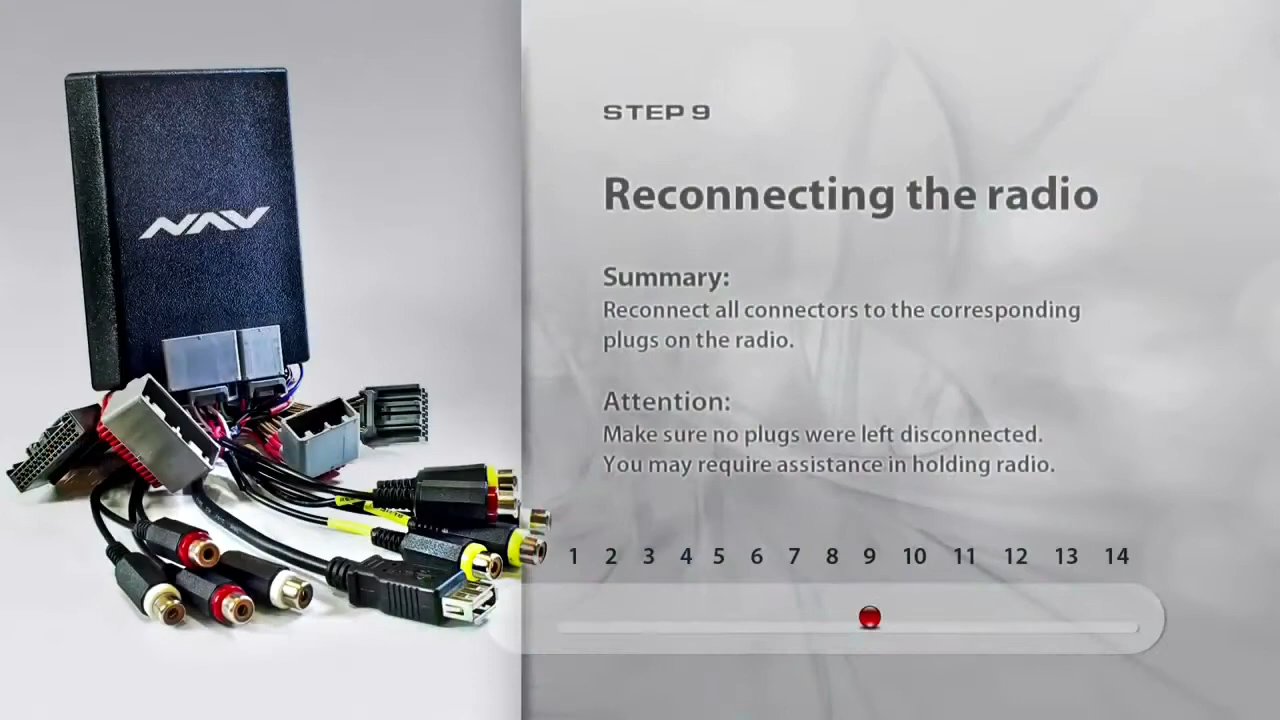 NAV
STEP 9
Reconnecting the radio
Summary:
Reconnect all connectors to the corresponding
plugs on the radio.
Attention:
Make sure no plugs were left disconnected.
You may require assistance in holding radio.
1 2 3 4 5 6 7 8 9 10 11 12 13 14